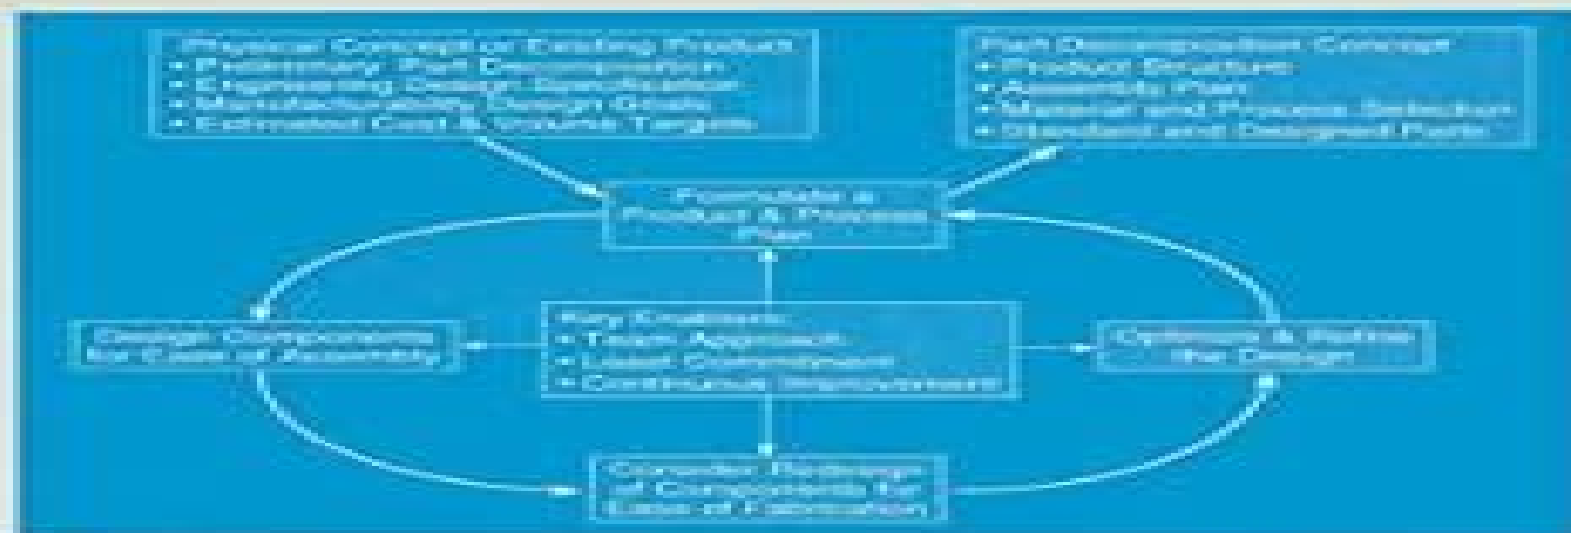 Physical Concept or Existing Product
• Preliminary Part Decomposition
• Engineering Design Specification
• Manufacturability Design Goals
• Estimated Cost & Volume Targets
Part Decomposition Concept
• Product Structure
• Assembly Plan
• Material and Process Selection
• Standard and Designed Parts
Formulate a
Product & Process
Plan
Design Components
for Ease of Assembly
Key Enablers:
• Team Approach
• Least Commitment
• Continuous Improvement
Optimize & Refine
the Design
Consider Redesign
of Components for
Ease of Fabrication